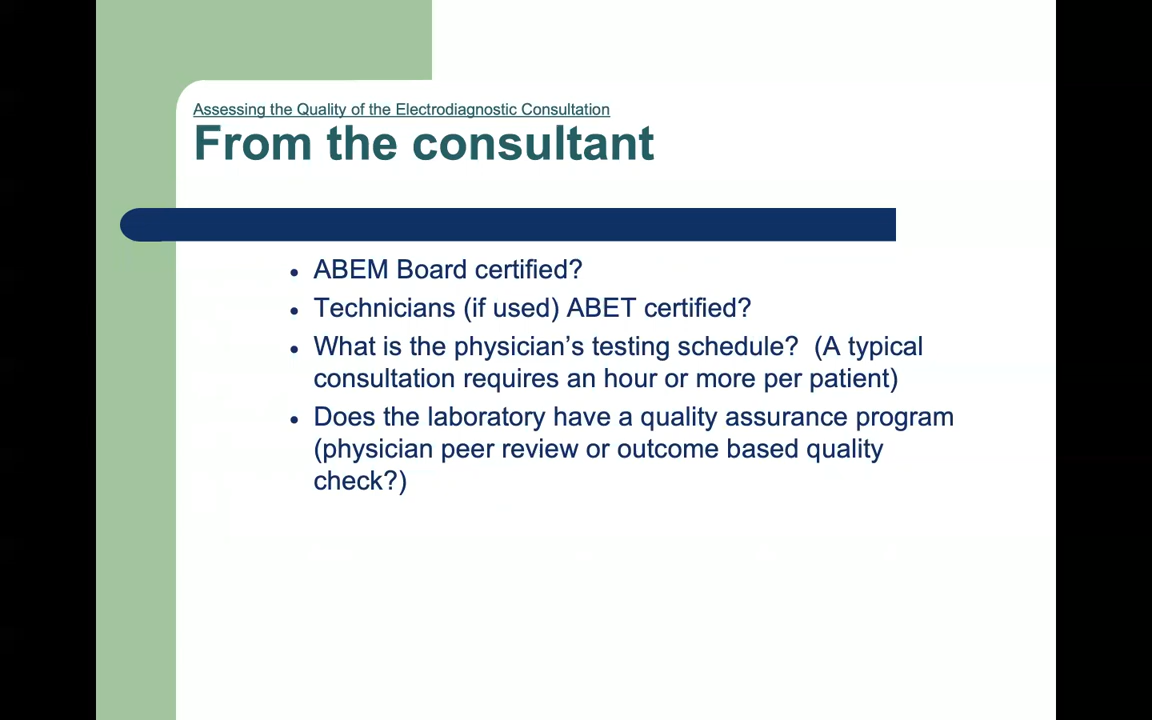 Assessing the Quality of the Electrodiagnostic Consultation
From the consultant
• ABEM Board certified?
• Technicians (if used) ABET certified?
• What is the physician’s testing schedule?  (A typical
consultation requires an hour or more per patient)
• Does the laboratory have a quality assurance program
(physician peer review or outcome based quality
check?)